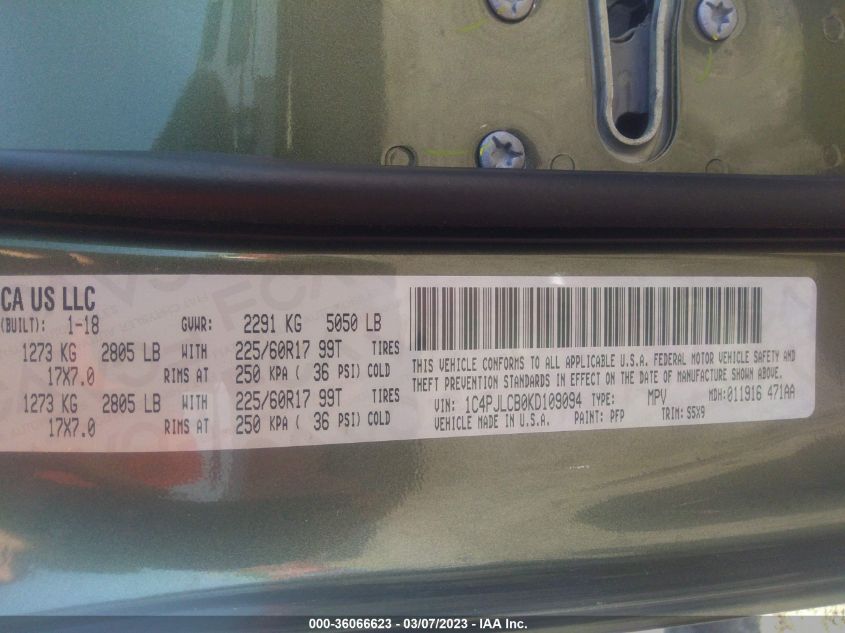 CA US LLC
(BUILT): 1-18 GVWR: 2291 KG 5050 LB
1273 KG 2805 LB WITH 225/60R17 99T TIRES
17X7.0 RIMS AT 250 KPA ( 36 PSI) COLD
1273 KG 2805 LB WITH 225/60R17 99T TIRES
17X7.0 RIMS AT 250 KPA ( 36 PSI) COLD
THIS VEHICLE CONFORMS TO ALL APPLICABLE U.S.A. FEDERAL MOTOR VEHICLE SAFETY AND
THEFT PREVENTION STANDARDS IN EFFECT ON THE DATE OF MANUFACTURE SHOWN ABOVE.
VIN: 1C4PJLCB0KD109094 TYPE: MPV MDH:011916 471AA
VEHICLE MADE IN U.S.A. PAINT: PFP TRIM: S5X9
000-36066623 - 03/07/2023 - IAA Inc.